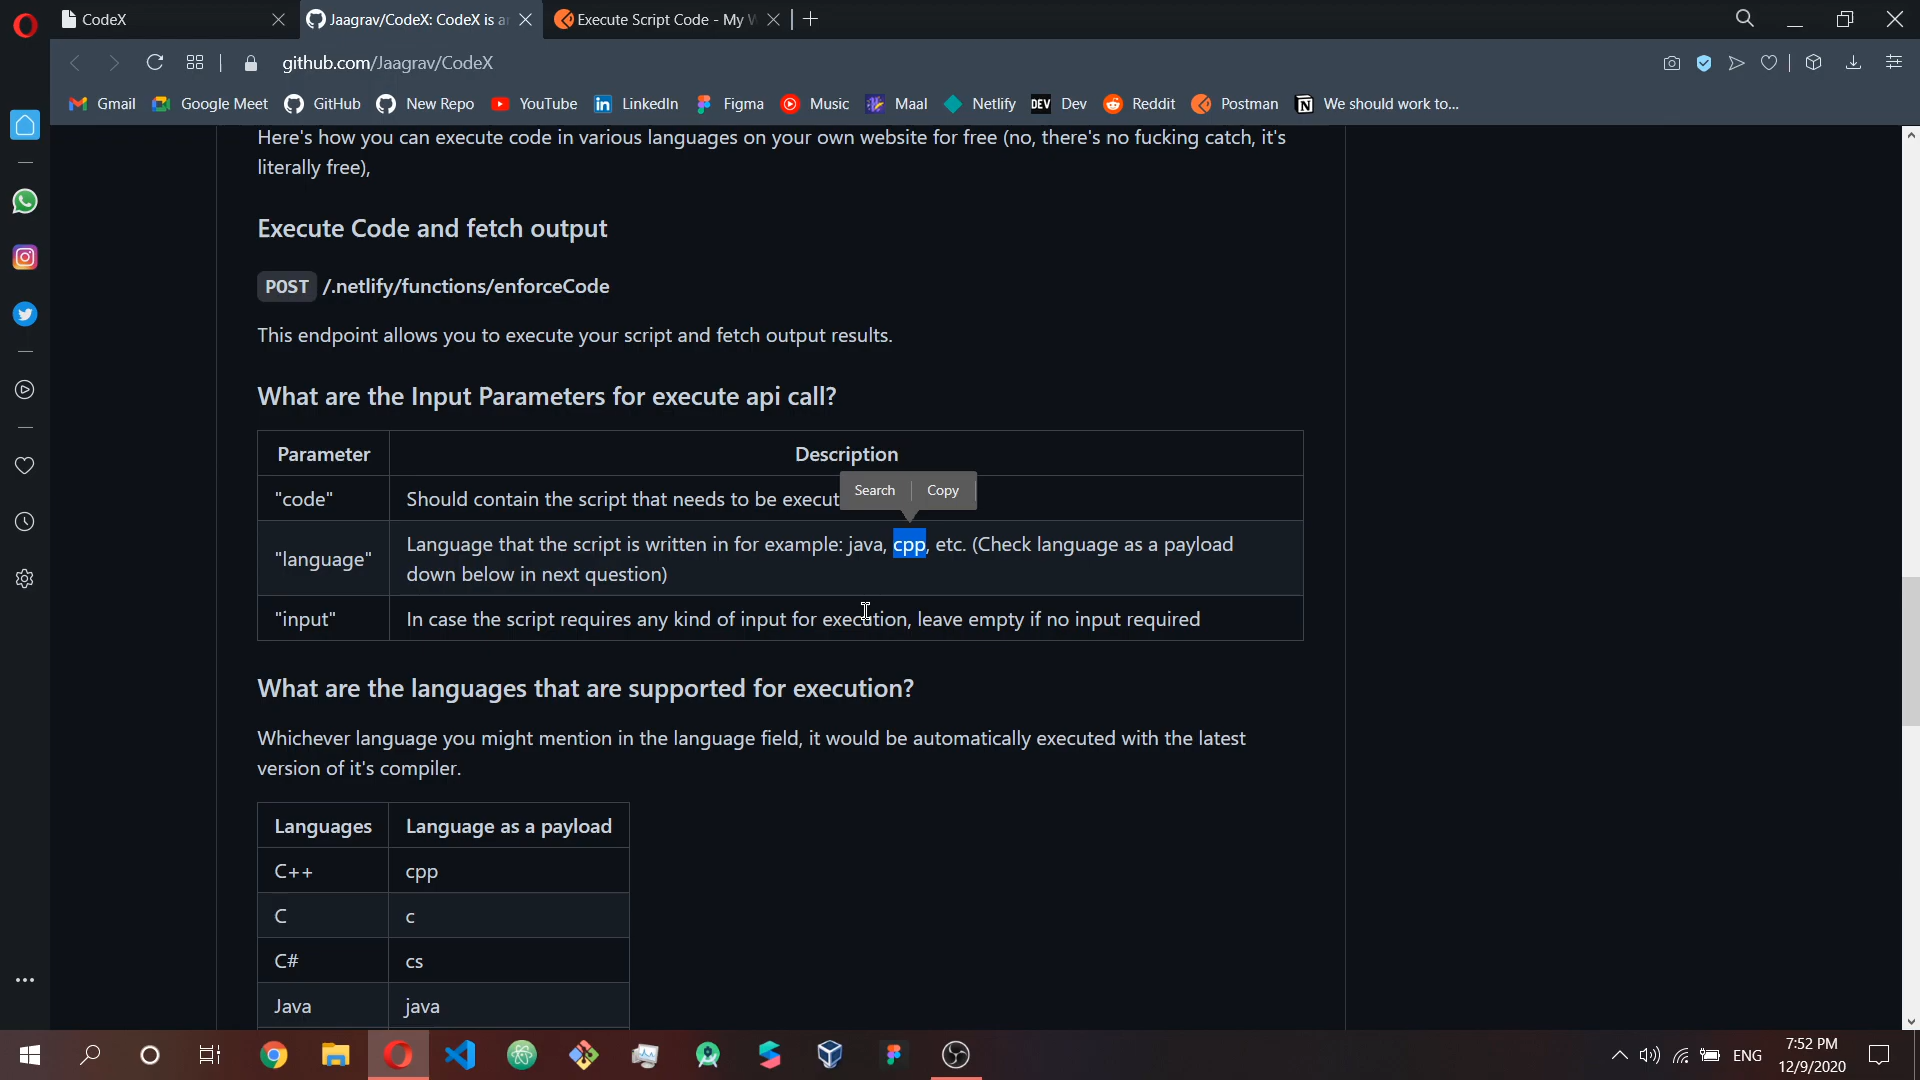 CodeX
Jaagrav/CodeX: CodeX is a
Execute Script Code - My W
github.com/Jaagrav/CodeX
Gmail
Google Meet
GitHub
New Repo
YouTube
LinkedIn
Figma
Music
Maal
Netlify
DEV Dev
Reddit
Postman
We should work to...
Here's how you can execute code in various languages on your own website for free (no, there's no fucking catch, it's
literally free),
Execute Code and fetch output
POST /.netlify/functions/enforceCode
This endpoint allows you to execute your script and fetch output results.
What are the Input Parameters for execute api call?
Parameter Description
Search Copy
"code" Should contain the script that needs to be execut
"language" Language that the script is written in for example: java, cpp, etc. (Check language as a payload
down below in next question)
"input" In case the script requires any kind of input for execution, leave empty if no input required
What are the languages that are supported for execution?
Whichever language you might mention in the language field, it would be automatically executed with the latest
version of it's compiler.
Languages Language as a payload
C++ cpp
C c
C# cs
Java java
ENG
7:52 PM
12/9/2020